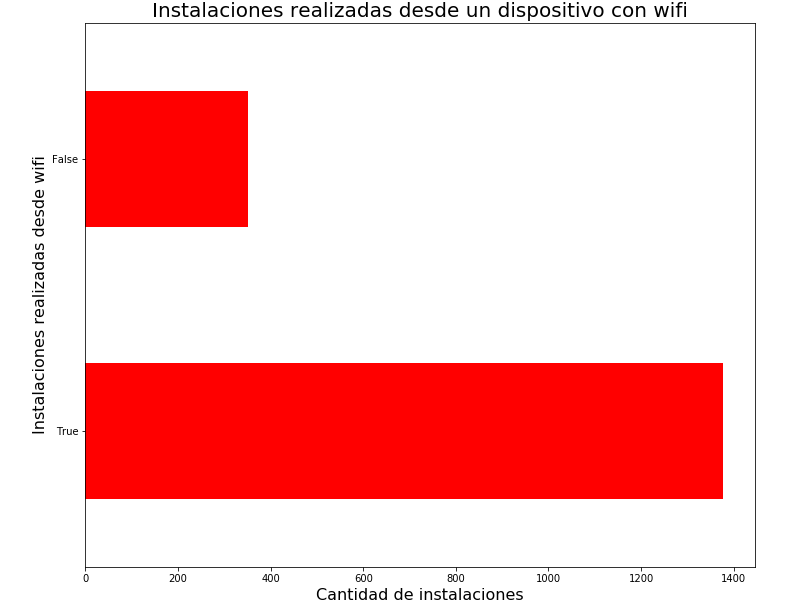 Instalaciones realizadas desde un dispositivo con wifi
Instalaciones realizadas desde wifi
False
True
0 200 400 600 800 1000 1200 1400
Cantidad de instalaciones